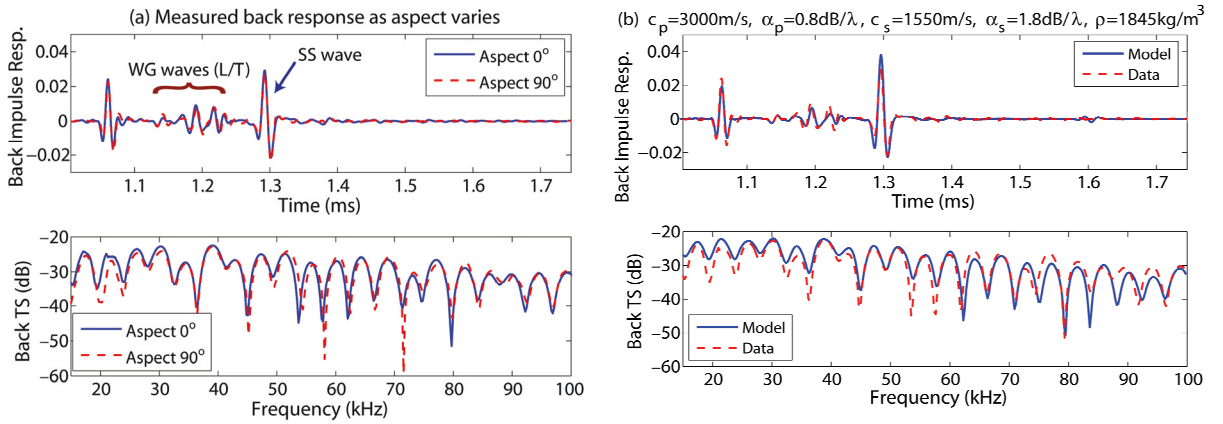 (a) Measured back response as aspect varies
Back Impulse Resp.
0.04
0.02
0
−0.02
WG waves (L/T)
SS wave
Aspect 0°
Aspect 90°
1.1 1.2 1.3 1.4 1.5 1.6 1.7
Time (ms)
Back TS (dB)
−20
−30
−40
−50
−60
Aspect 0°
Aspect 90°
20 30 40 50 60 70 80 90 100
Frequency (kHz)
(b) c_p=3000m/s, α_p=0.8dB/λ, c_s=1550m/s, α_s=1.8dB/λ, ρ=1845kg/m³
Back Impulse Resp.
0.04
0.02
0
−0.02
Model
Data
1.1 1.2 1.3 1.4 1.5 1.6 1.7
Time (ms)
Back TS (dB)
−20
−30
−40
−50
−60
Model
Data
20 30 40 50 60 70 80 90 100
Frequency (kHz)